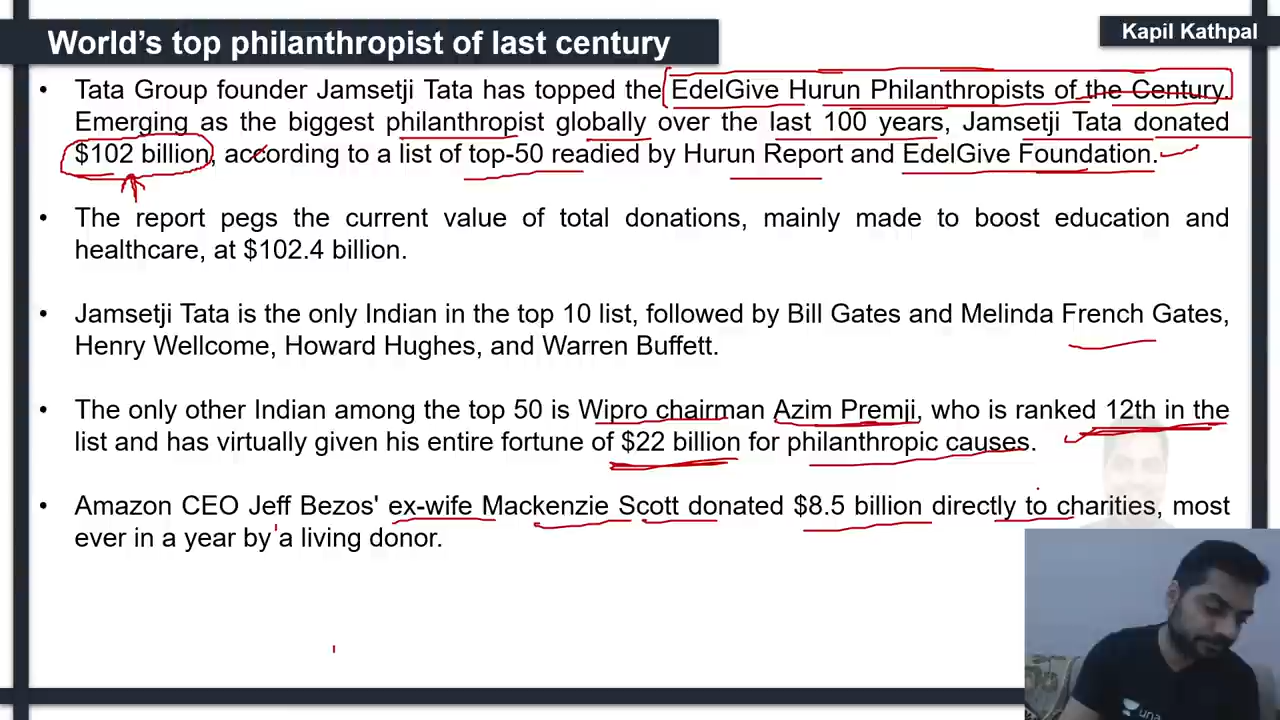 World's top philanthropist of last century
Kapil Kathpal
• Tata Group founder Jamsetji Tata has topped the EdelGive Hurun Philanthropists of the Century.
Emerging as the biggest philanthropist globally over the last 100 years, Jamsetji Tata donated
$102 billion, according to a list of top-50 readied by Hurun Report and EdelGive Foundation.
• The report pegs the current value of total donations, mainly made to boost education and
healthcare, at $102.4 billion.
• Jamsetji Tata is the only Indian in the top 10 list, followed by Bill Gates and Melinda French Gates,
Henry Wellcome, Howard Hughes, and Warren Buffett.
• The only other Indian among the top 50 is Wipro chairman Azim Premji, who is ranked 12th in the
list and has virtually given his entire fortune of $22 billion for philanthropic causes.
• Amazon CEO Jeff Bezos' ex-wife Mackenzie Scott donated $8.5 billion directly to charities, most
ever in a year by a living donor.